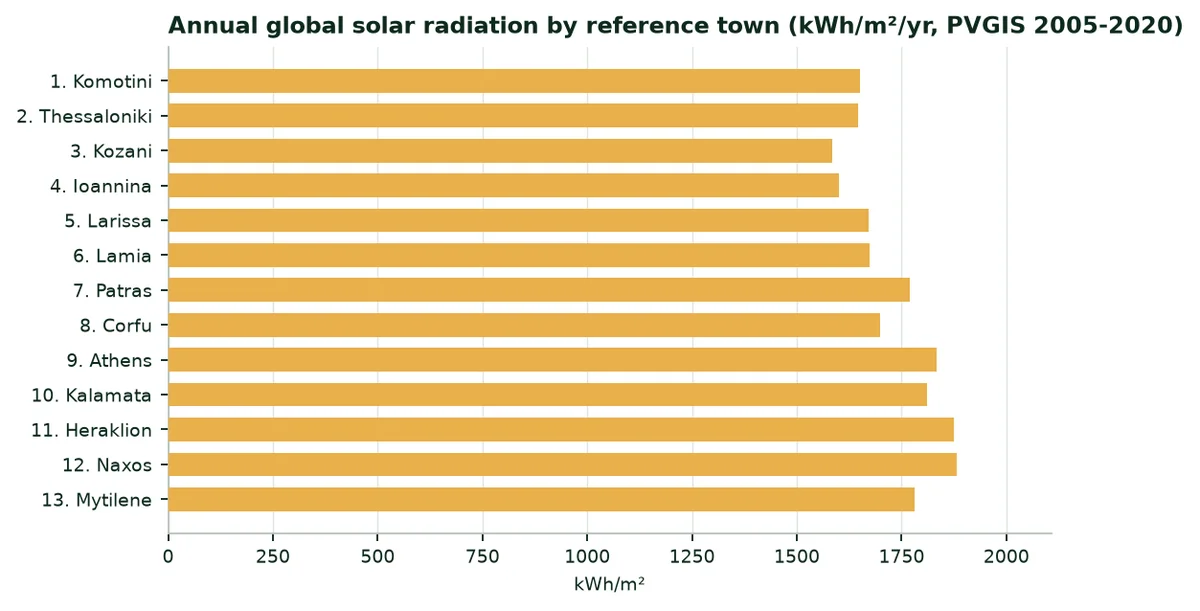 Annual global solar radiation by reference town (kWh/m²/yr, PVGIS 2005-2020)
1. Komotini
2. Thessaloniki
3. Kozani
4. Ioannina
5. Larissa
6. Lamia
7. Patras
8. Corfu
9. Athens
10. Kalamata
11. Heraklion
12. Naxos
13. Mytilene
0 250 500 750 1000 1250 1500 1750 2000
kWh/m²